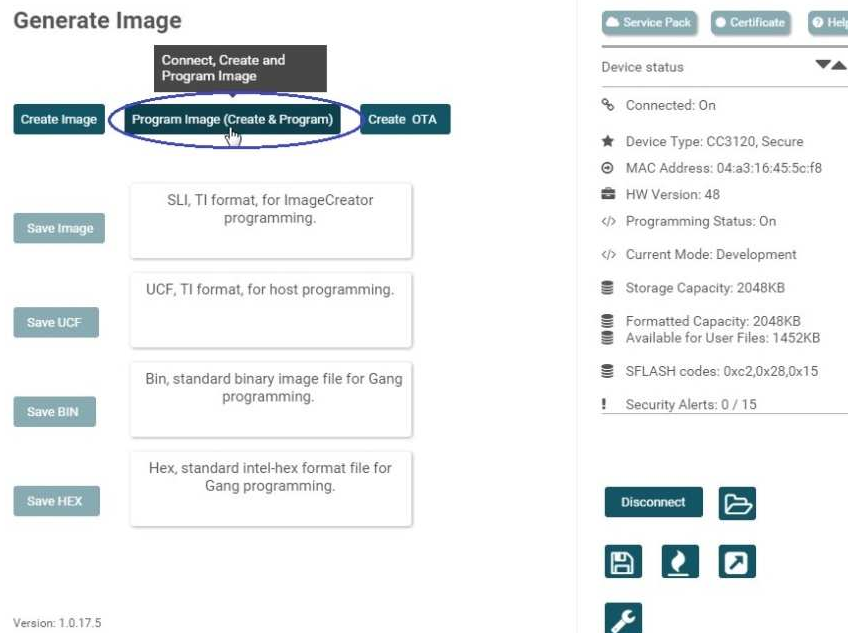 Generate Image
Connect, Create and
Program Image
Create Image
Program Image (Create & Program)
Create OTA
Save Image
SLI, TI format, for ImageCreator
programming.
Save UCF
UCF, TI format, for host programming.
Save BIN
Bin, standard binary image file for Gang
programming.
Save HEX
Hex, standard intel-hex format file for
Gang programming.
Version: 1.0.17.5
Service Pack
Certificate
Help
Device status
Connected: On
Device Type: CC3120, Secure
MAC Address: 04:a3:16:45:5c:f8
HW Version: 48
Programming Status: On
Current Mode: Development
Storage Capacity: 2048KB
Formatted Capacity: 2048KB
Available for User Files: 1452KB
SFLASH codes: 0xc2,0x28,0x15
Security Alerts: 0 / 15
Disconnect